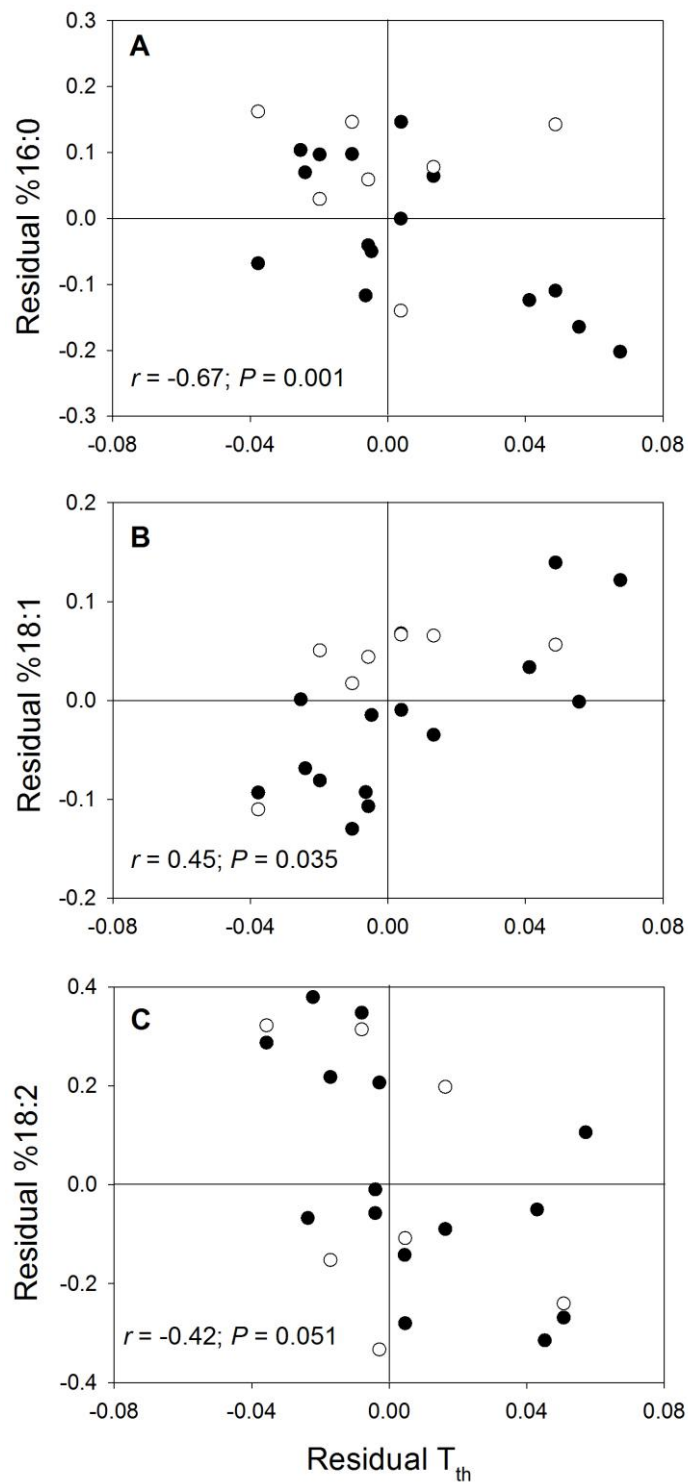 A
Residual %16:0
0.3
0.2
0.1
0.0
-0.1
-0.2
-0.3
r = -0.67; P = 0.001
-0.08 -0.04 0.00 0.04 0.08
B
Residual %18:1
0.2
0.1
0.0
-0.1
-0.2
r = 0.45; P = 0.035
-0.08 -0.04 0.00 0.04 0.08
C
Residual %18:2
0.4
0.2
0.0
-0.2
-0.4
r = -0.42; P = 0.051
-0.08 -0.04 0.00 0.04 0.08
Residual Tth